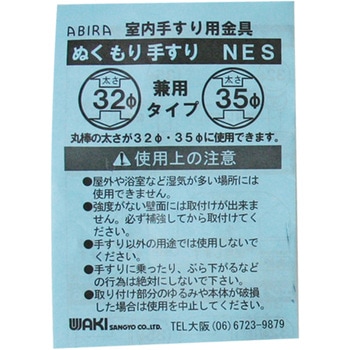 ABIRA 室内手すり用金具
ぬくもり手すり NES
太さ 太さ
32φ 兼用タイプ 35φ
丸棒の太さが32φ・35φに使用できます。
⚠使用上の注意
●屋外や浴室など湿気が多い場所には
使用できません。
●強度がない壁面には取付けが出来ま
せん。必ず補強してから取付けてく
ださい。
●手すり以外の用途では使用しないで
ください。
●手すりに乗ったり、ぶら下がるなど
の行為は絶対にしないで下さい。
●取り付け部分のゆるみや本体が破損
した場合は使用を中止してください。
WAKI SANGYO CO.,LTD. TEL大阪 (06) 6723-9879